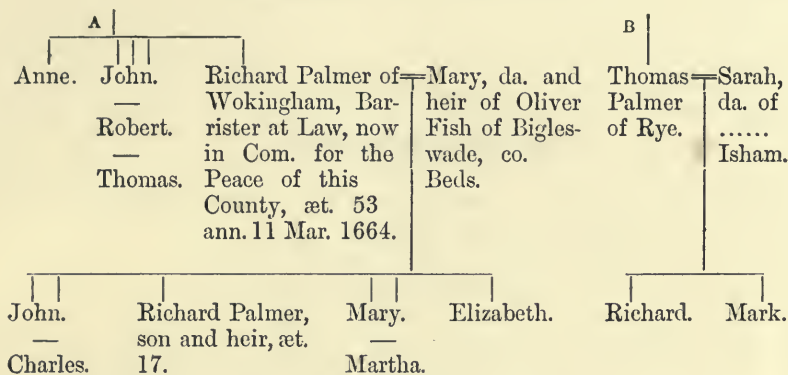 A
B
Anne.
John.
—
Robert.
—
Thomas.
Richard Palmer of
Wokingham, Bar-
rister at Law, now
in Com. for the
Peace of this
County, æt. 53
ann. 11 Mar. 1664.
Mary, da. and
heir of Oliver
Fish of Bigles-
wade, co.
Beds.
Thomas
Palmer
of Rye.
Sarah,
da. of
......
Isham.
John.
—
Charles.
Richard Palmer,
son and heir, æt.
17.
Mary.
—
Martha.
Elizabeth.
Richard.
Mark.